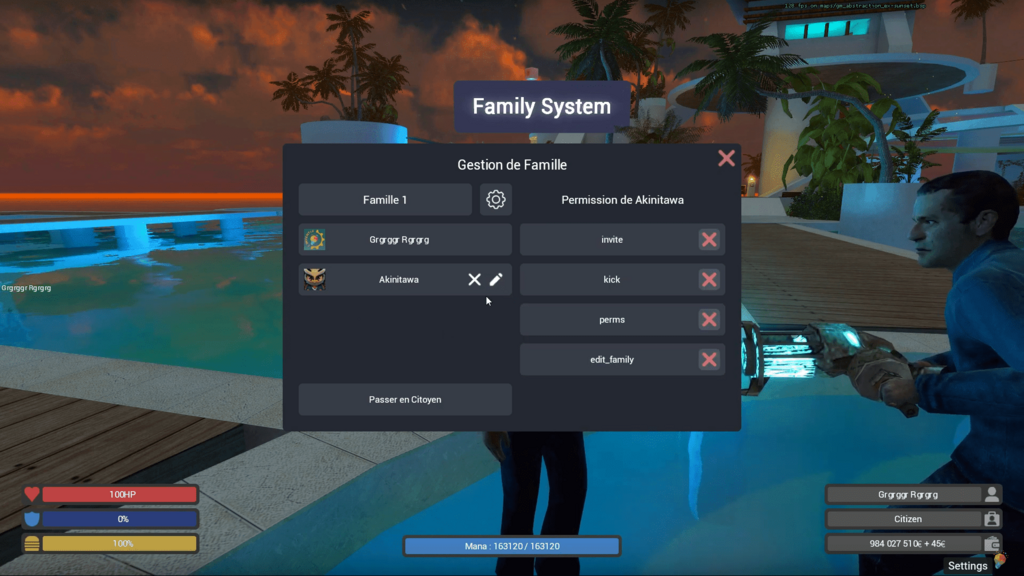 Family System
Gestion de Famille
Famille 1
Permission de Akinitawa
Grgrggr Rgrgrg
invite
Akinitawa
kick
perms
edit_family
Passer en Citoyen
Grgrggr Rgrgrg
100HP
0%
100%
Mana : 163120 / 163120
Grgrggr Rgrgrg
Citizen
984 027 510€ + 45€
Settings